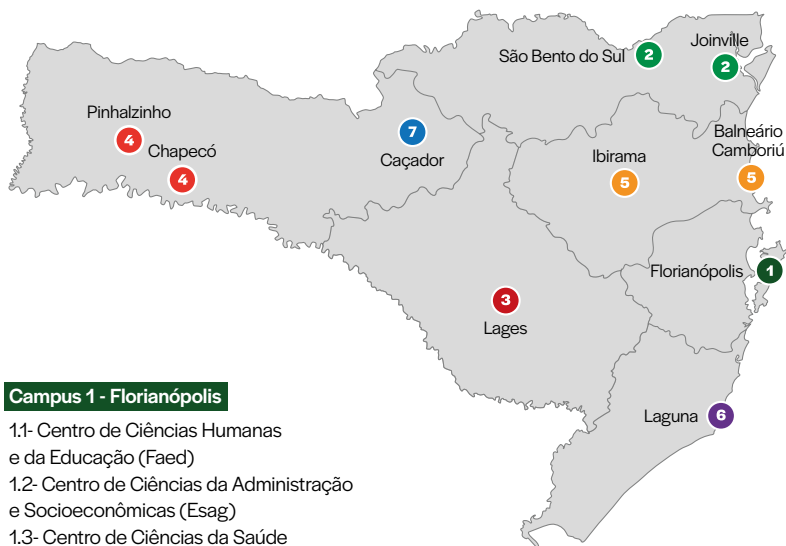 Joinville
São Bento do Sul
2
2
Pinhalzinho
4
Chapecó
4
7
Caçador
Balneário
Camboriú
5
Ibirama
5
Florianópolis
1
3
Lages
Laguna
6
Campus 1 - Florianópolis
1.1- Centro de Ciências Humanas
e da Educação (Faed)
1.2- Centro de Ciências da Administração
e Socioeconômicas (Esag)
1.3- Centro de Ciências da Saúde